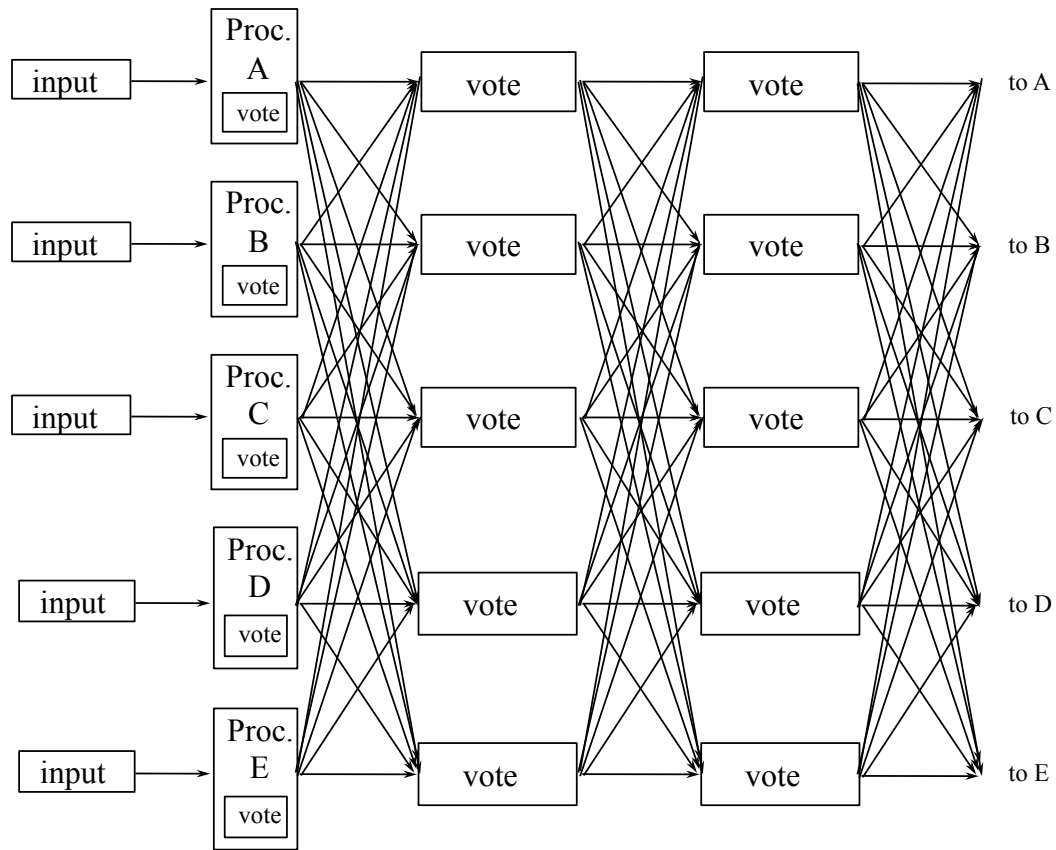 input
Proc.
A
vote
vote
vote
to A
input
Proc.
B
vote
vote
vote
to B
input
Proc.
C
vote
vote
vote
to C
input
Proc.
D
vote
vote
vote
to D
input
Proc.
E
vote
vote
vote
to E